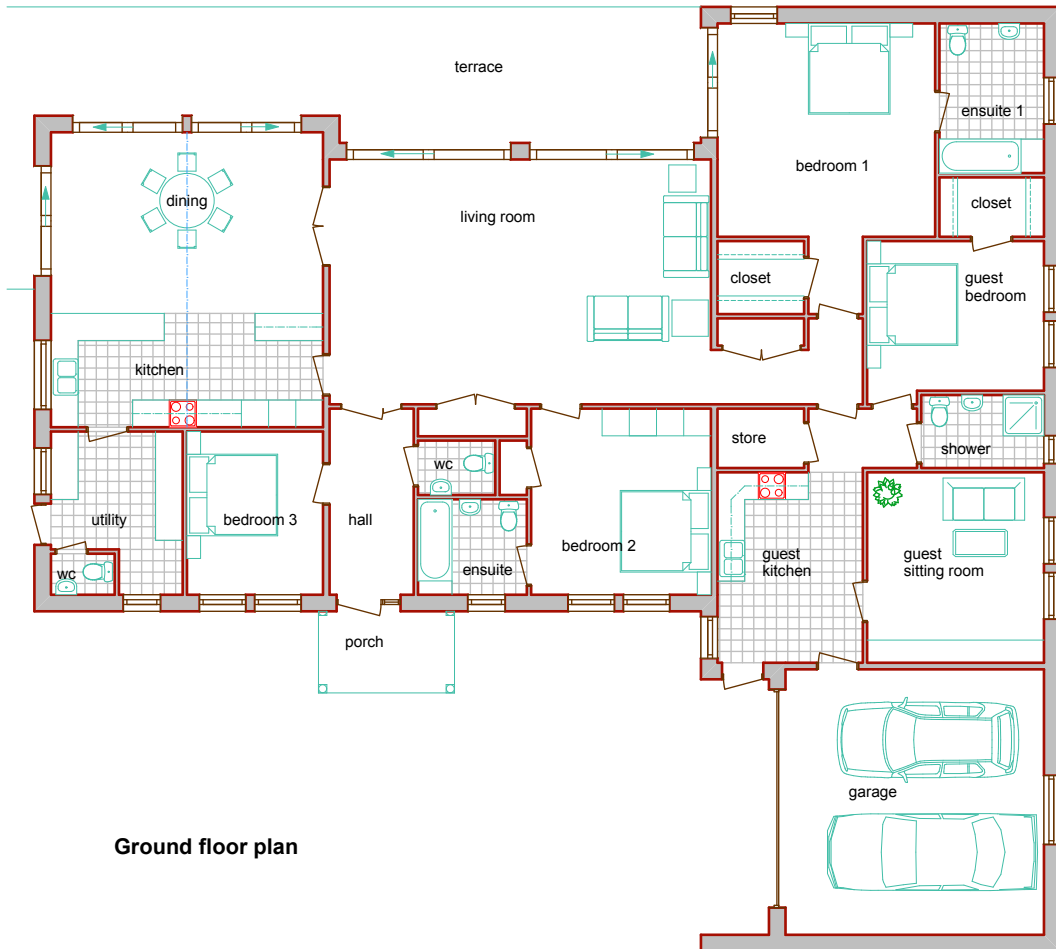 terrace
ensuite 1
bedroom 1
dining
closet
living room
closet
guest
bedroom
kitchen
store
shower
wc
utility
bedroom 3
hall
bedroom 2
guest
kitchen
guest
sitting room
ensuite
wc
porch
garage
Ground floor plan